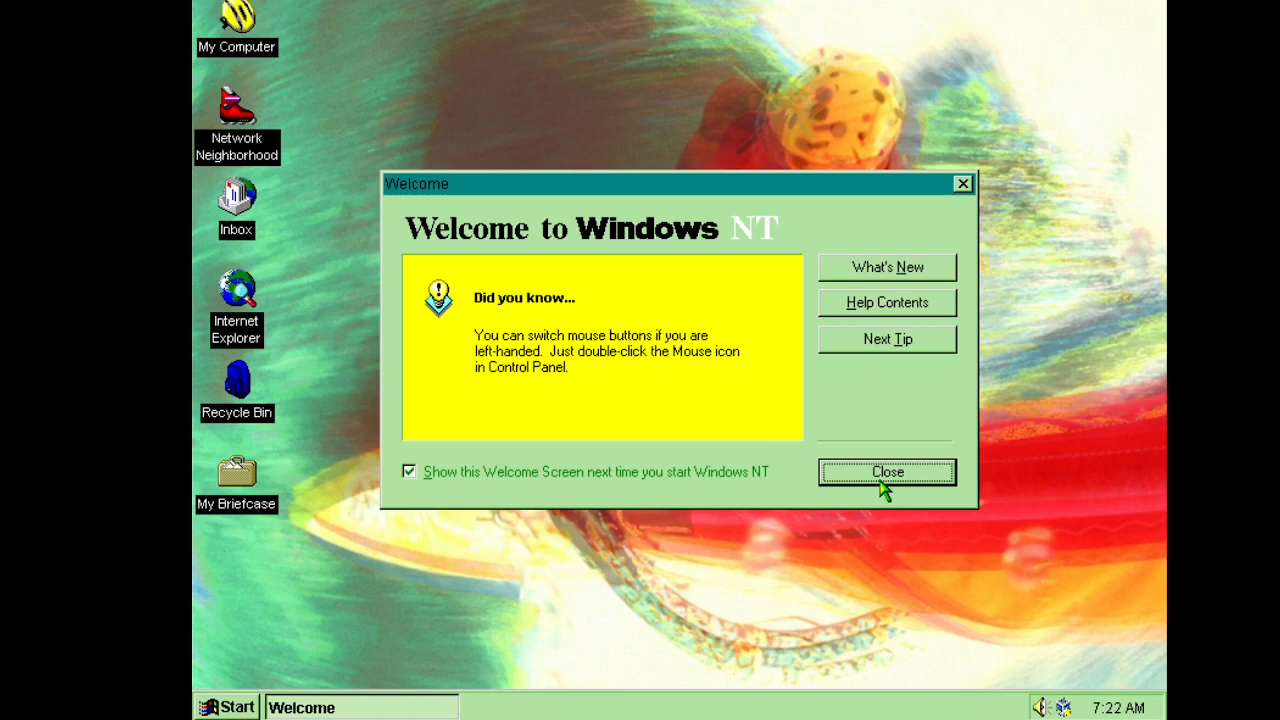 My Computer
Network
Neighborhood
Inbox
Internet
Explorer
Recycle Bin
My Briefcase
Welcome
Welcome to Windows NT
Did you know...
You can switch mouse buttons if you are
left-handed.  Just double-click the Mouse icon
in Control Panel.
What's New
Help Contents
Next Tip
Show this Welcome Screen next time you start Windows NT
Close
Start
Welcome
7:22 AM